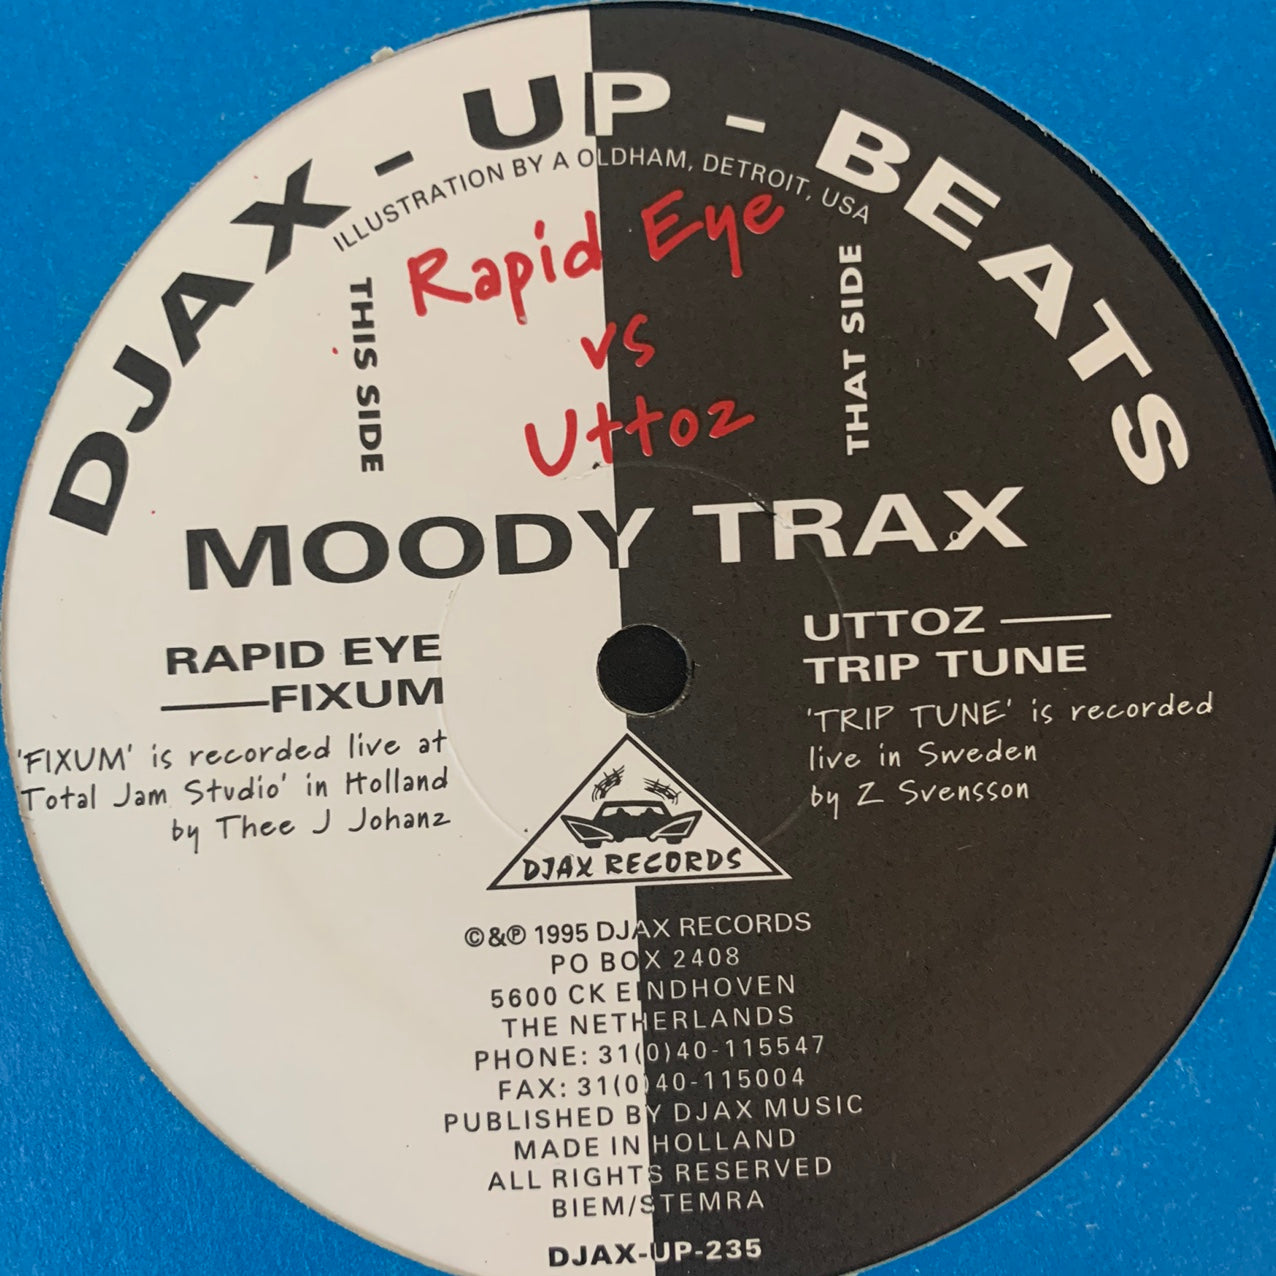 DJAX - UP - BEATS
ILLUSTRATION BY A OLDHAM, DETROIT, USA
Rapid Eye
vs
Uttoz
THIS SIDE
THAT SIDE
MOODY TRAX
RAPID EYE
FIXUM
'FIXUM' is recorded live at
Total Jam Studio' in Holland
by Thee J Johanz
UTTOZ
TRIP TUNE
'TRIP TUNE' is recorded
live in Sweden
by Z Svensson
DJAX RECORDS
©&℗ 1995 DJAX RECORDS
PO BOX 2408
5600 CK EINDHOVEN
THE NETHERLANDS
PHONE: 31(0)40-115547
FAX: 31(0)40-115004
PUBLISHED BY DJAX MUSIC
MADE IN HOLLAND
ALL RIGHTS RESERVED
BIEM/STEMRA
DJAX-UP-235